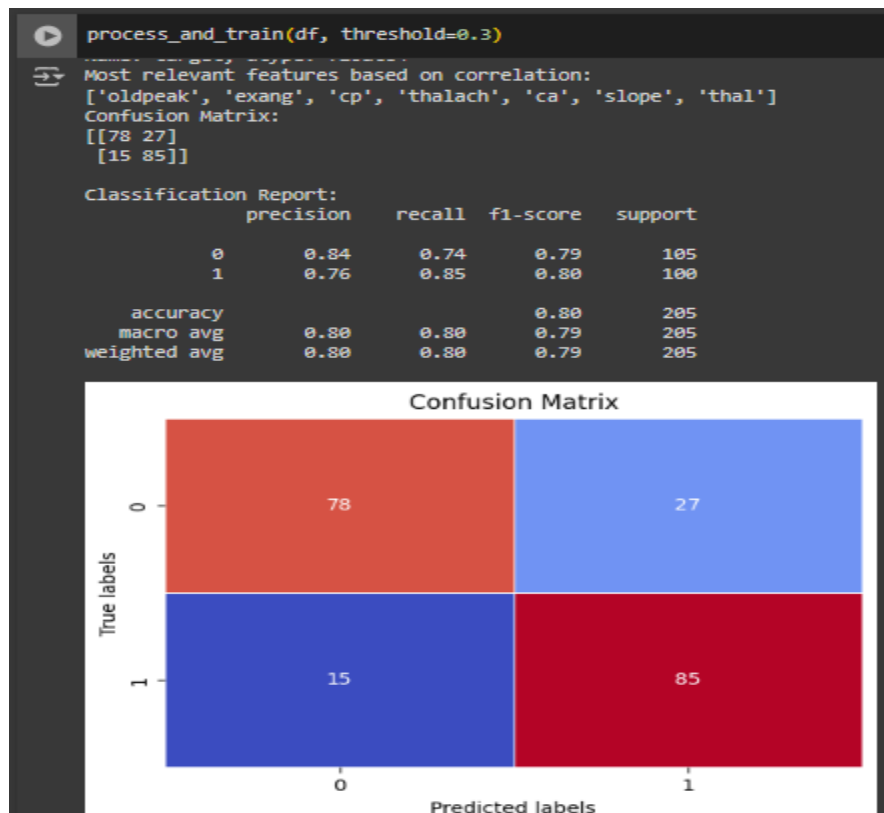 process_and_train(df, threshold=0.3)
Most relevant features based on correlation:
['oldpeak', 'exang', 'cp', 'thalach', 'ca', 'slope', 'thal']
Confusion Matrix:
[[78 27]
 [15 85]]
Classification Report:
precision recall f1-score support
0 0.84 0.74 0.79 105
1 0.76 0.85 0.80 100
accuracy 0.80 205
macro avg 0.80 0.80 0.79 205
weighted avg 0.80 0.80 0.79 205
Confusion Matrix
0
78
27
True labels
1
15
85
0
1
Predicted labels